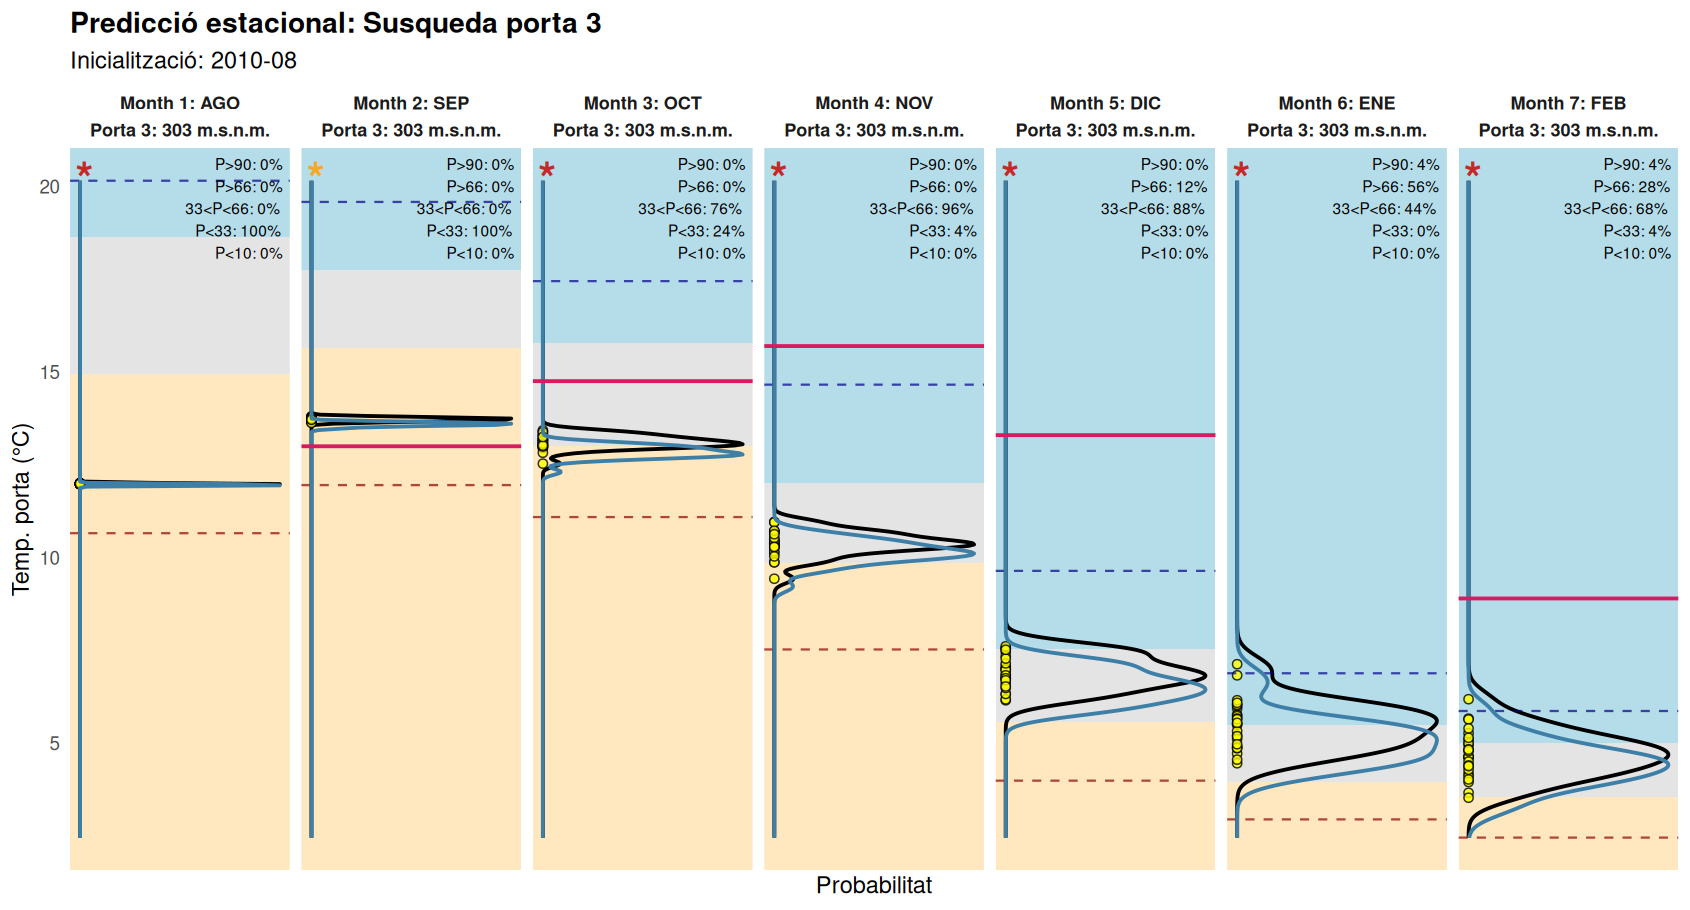 Predicció estacional: Susqueda porta 3
Inicialització: 2010-08
Month 1: AGO
Porta 3: 303 m.s.n.m.
Month 2: SEP
Porta 3: 303 m.s.n.m.
Month 3: OCT
Porta 3: 303 m.s.n.m.
Month 4: NOV
Porta 3: 303 m.s.n.m.
Month 5: DIC
Porta 3: 303 m.s.n.m.
Month 6: ENE
Porta 3: 303 m.s.n.m.
Month 7: FEB
Porta 3: 303 m.s.n.m.
Temp. porta (°C)
20
15
10
5
*
P>90: 0%
P>66: 0%
33<P<66: 0%
P<33: 100%
P<10: 0%
*
P>90: 0%
P>66: 0%
33<P<66: 0%
P<33: 100%
P<10: 0%
*
P>90: 0%
P>66: 0%
33<P<66: 76%
P<33: 24%
P<10: 0%
*
P>90: 0%
P>66: 0%
33<P<66: 96%
P<33: 4%
P<10: 0%
*
P>90: 0%
P>66: 12%
33<P<66: 88%
P<33: 0%
P<10: 0%
*
P>90: 4%
P>66: 56%
33<P<66: 44%
P<33: 0%
P<10: 0%
*
P>90: 4%
P>66: 28%
33<P<66: 68%
P<33: 4%
P<10: 0%
Probabilitat